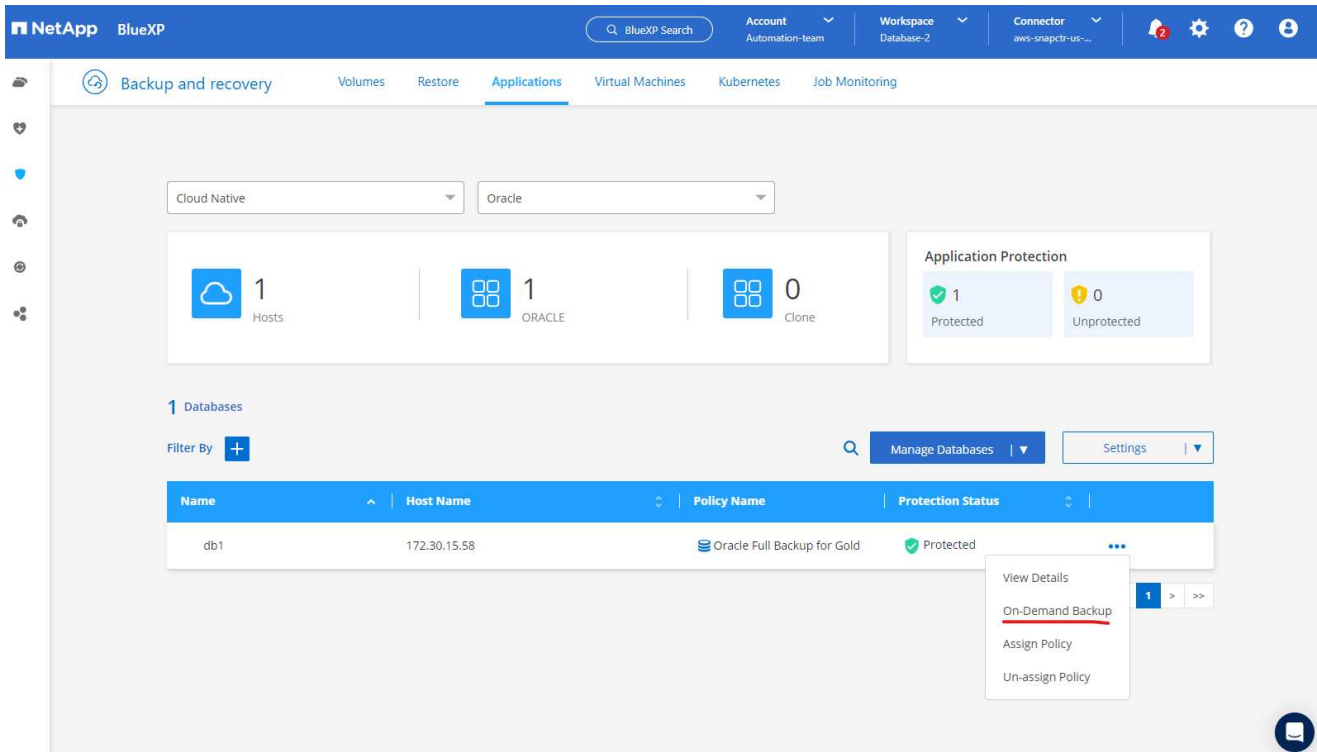 NetApp BlueXP
BlueXP Search
Account
Automation-team
Workspace
Database-2
Connector
aws-snapctr-us-...
2
Backup and recovery
Volumes
Restore
Applications
Virtual Machines
Kubernetes
Job Monitoring
Cloud Native
Oracle
1
Hosts
1
ORACLE
0
Clone
Application Protection
1
Protected
0
Unprotected
1 Databases
Filter By
Manage Databases
Settings
Name
Host Name
Policy Name
Protection Status
db1
172.30.15.58
Oracle Full Backup for Gold
Protected
View Details
On-Demand Backup
Assign Policy
Un-assign Policy
1 > >>